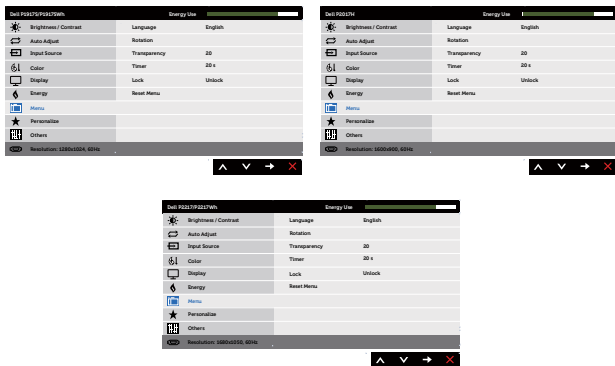 Dell P1917S/P1917SWh Energy Use
Brightness / Contrast Language English
Auto Adjust Rotation
Input Source Transparency 20
Color Timer 20 s
Display Lock Unlock
Energy Reset Menu
Menu
Personalize
Others
Resolution: 1280x1024, 60Hz
Dell P2017H Energy Use
Brightness / Contrast Language English
Auto Adjust Rotation
Input Source Transparency 20
Color Timer 20 s
Display Lock Unlock
Energy Reset Menu
Menu
Personalize
Others
Resolution: 1600x900, 60Hz
Dell P2217/P2217Wh Energy Use
Brightness / Contrast Language English
Auto Adjust Rotation
Input Source Transparency 20
Color Timer 20 s
Display Lock Unlock
Energy Reset Menu
Menu
Personalize
Others
Resolution: 1680x1050, 60Hz